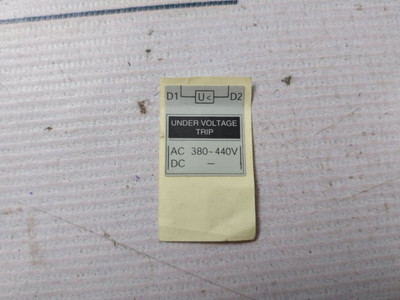 D1 U< D2
UNDER VOLTAGE
TRIP
AC 380~440V
DC —